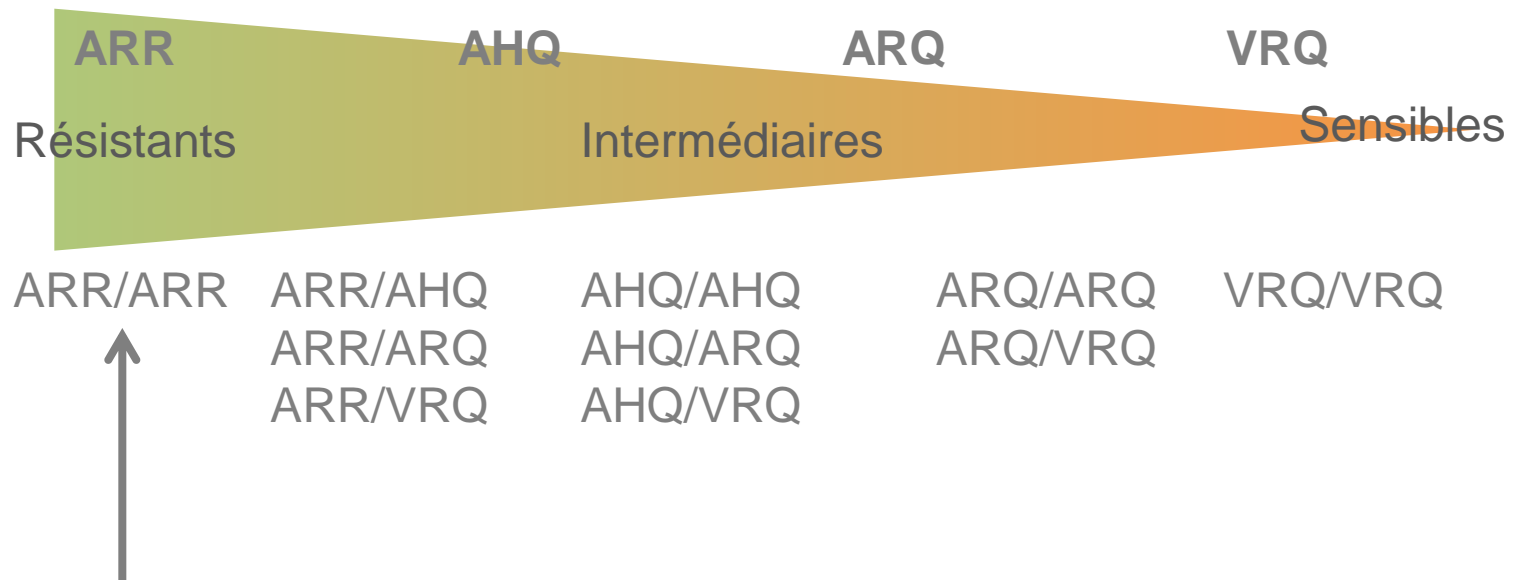 ARR AHQ ARQ VRQ
Résistants Intermédiaires Sensibles
ARR/ARR ARR/AHQ AHQ/AHQ ARQ/ARQ VRQ/VRQ
ARR/ARQ AHQ/ARQ ARQ/VRQ
ARR/VRQ AHQ/VRQ